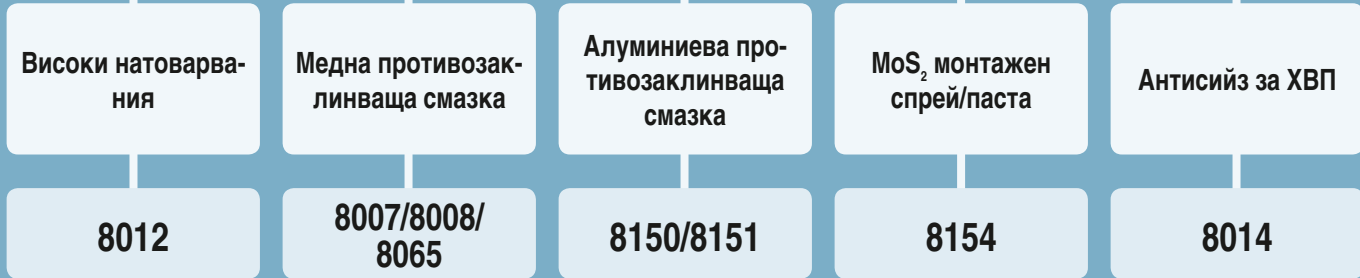 Високи натоварва-
ния
Медна противозак-
линваща смазка
Алуминиева про-
тивозаклинваща
смазка
MoS₂ монтажен
спрей/паста
Антисийз за ХВП
8012
8007/8008/
8065
8150/8151
8154
8014